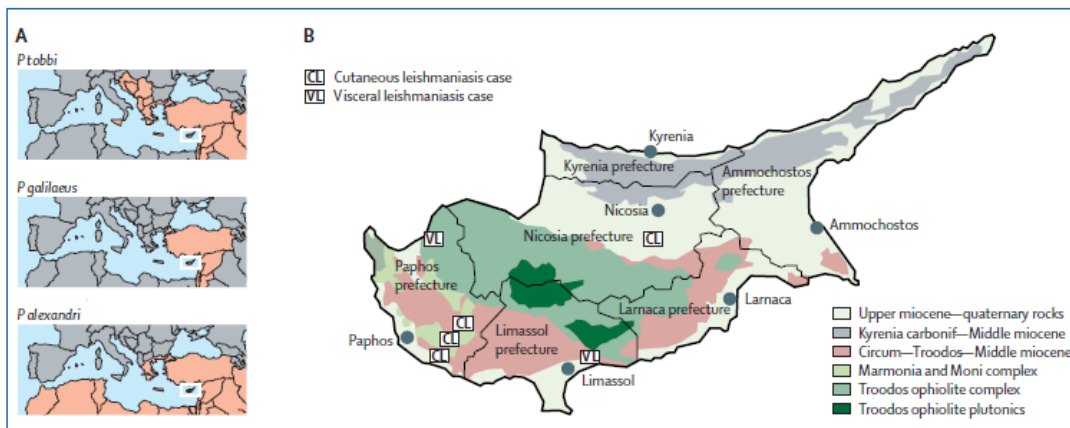 A
P tobbi
P galilaeus
P alexandri
B
CL Cutaneous leishmaniasis case
VL Visceral leishmaniasis case
Kyrenia
Kyrenia prefecture
Ammochostos
prefecture
Nicosia
Ammochostos
Nicosia prefecture
CL
VL
Paphos
prefecture
Larnaca
Larnaca prefecture
CL
Limassol
prefecture
Paphos
CL
CL
VL
Limassol
Upper miocene—quaternary rocks
Kyrenia carbonif—Middle miocene
Circum—Troodos—Middle miocene
Marmonia and Moni complex
Troodos ophiolite complex
Troodos ophiolite plutonics